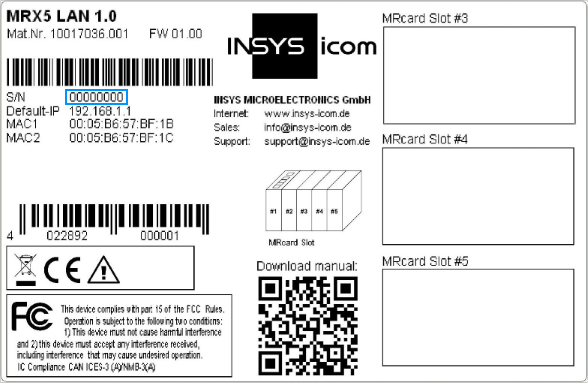 MRX5 LAN 1.0
Mat.Nr. 10017036.001 FW 01.00
S/N 00000000
Default-IP 192.168.1.1
MAC1 00:05:B6:57:BF:1B
MAC2 00:05:B6:57:BF:1C
4 022892 000001
INSYS icom
INSYS MICROELECTRONICS GmbH
Internet: www.insys-icom.de
Sales: info@insys-icom.de
Support: support@insys-icom.de
#1 #2 #3 #4 #5
MRcard Slot
Download manual:
CE
FC
This device complies with part 15 of the FCC Rules.
Operation is subject to the following two conditions:
1) This device must not cause harmful interference
and 2) this device must accept any interference received,
including interference that may cause undesired operation.
IC Compliance CAN ICES-3 (A)/NMB-3(A)
MRcard Slot #3
MRcard Slot #4
MRcard Slot #5